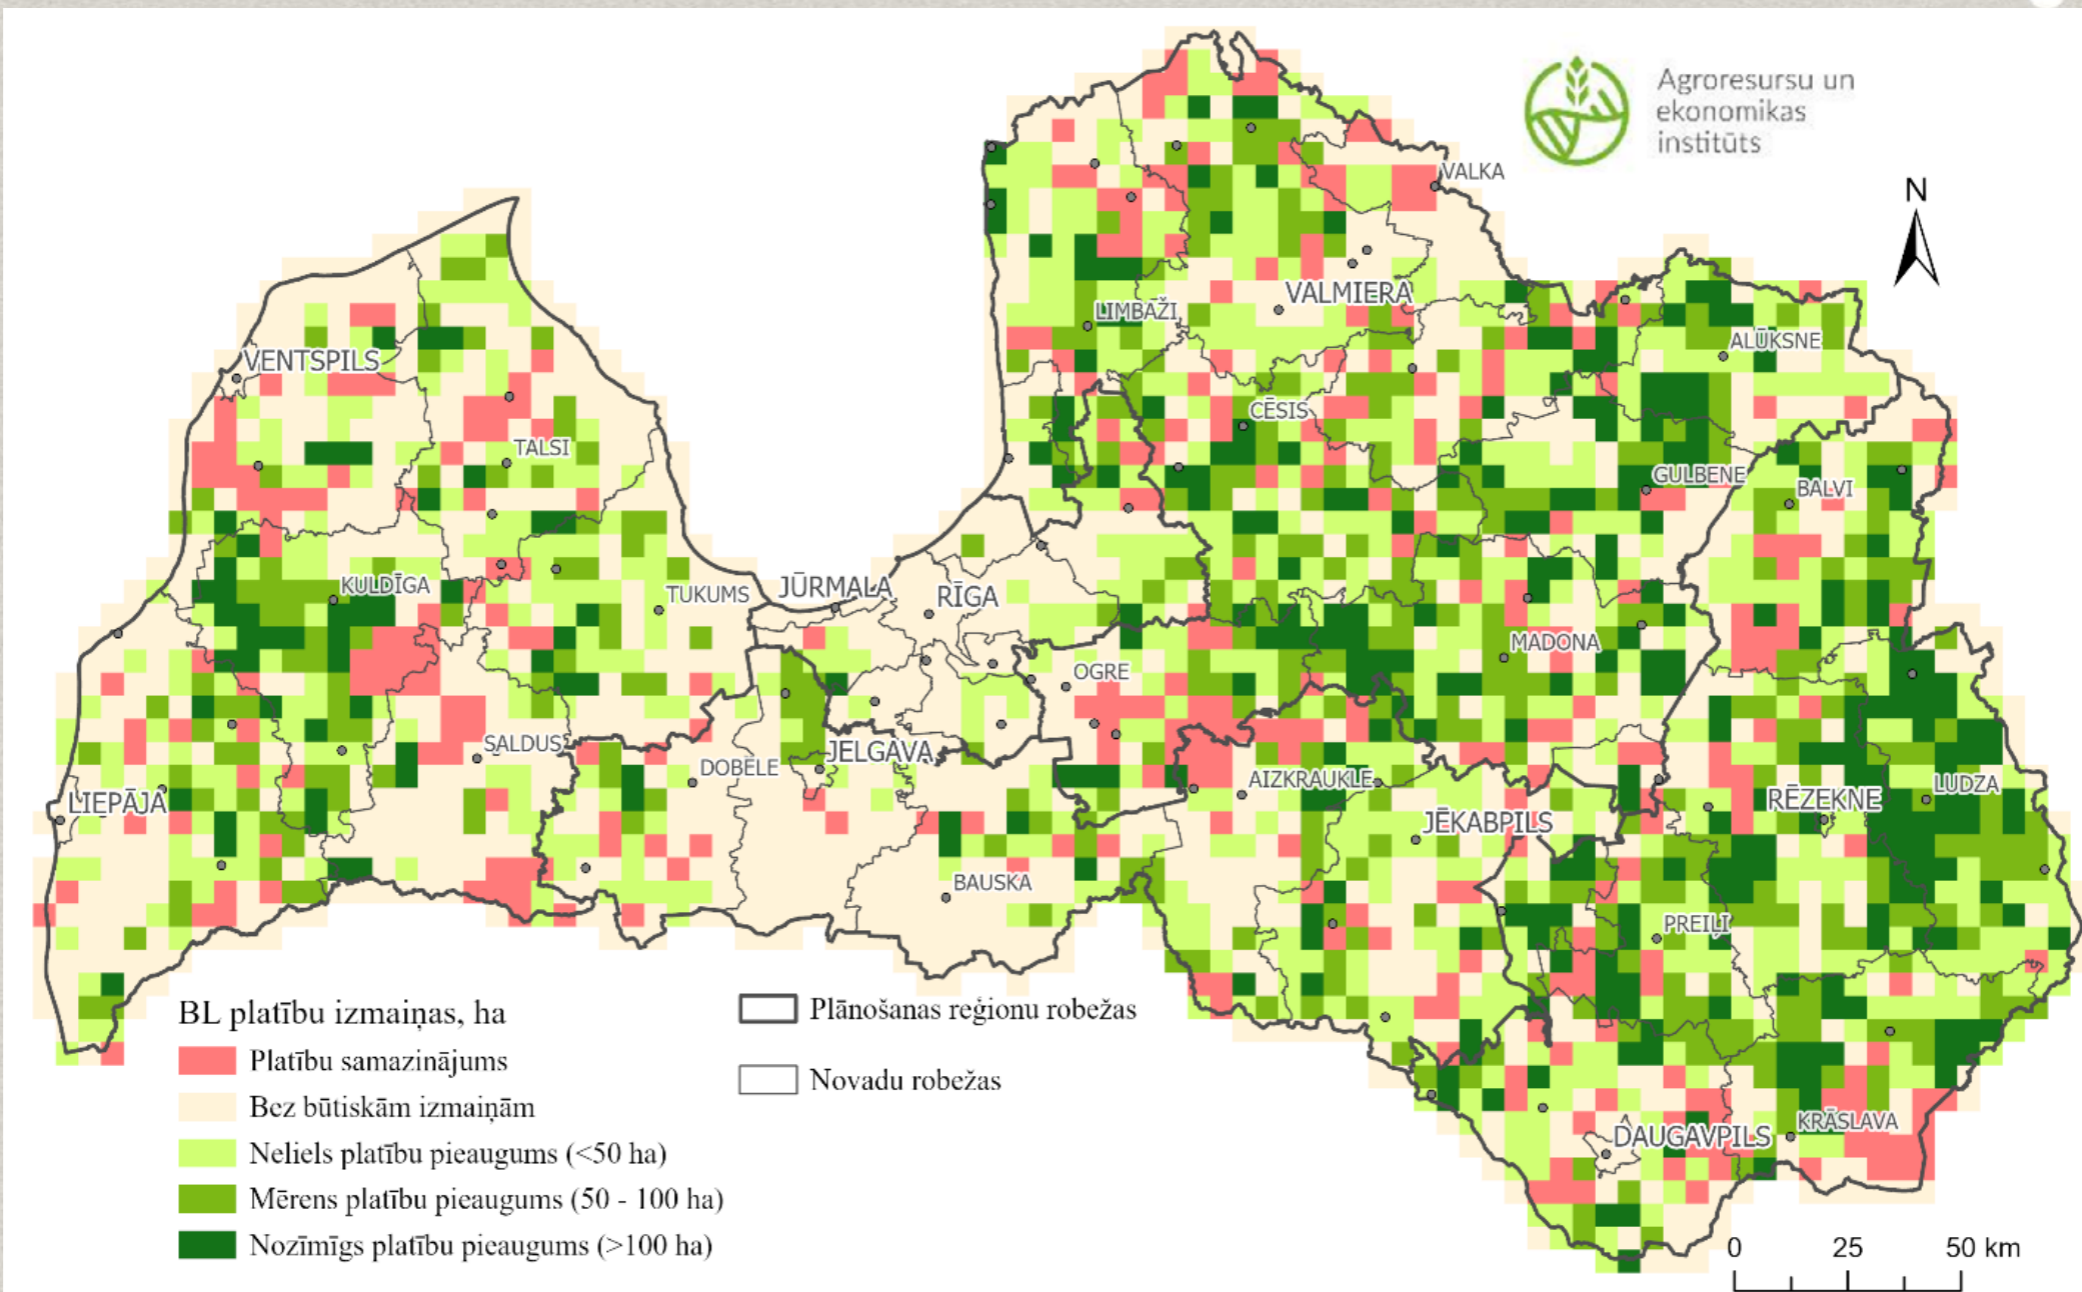 Agroresursu un
ekonomikas
institūts
N
VALKA
VALMIERA
LIMBAŽI
ALŪKSNE
VENTSPILS
CĒSIS
TALSI
GULBENE
BALVI
KULDĪGA
TUKUMS
JŪRMALA
RĪGA
MADONA
OGRE
SALDUS
JELGAVA
DOBELE
AIZKRAUKLE
LUDZA
RĒZEKNE
LIEPĀJA
JĒKABPILS
BAUSKA
PREIĻI
KRĀSLAVA
DAUGAVPILS
BL platību izmaiņas, ha
Platību samazinājums
Bez būtiskām izmaiņām
Neliels platību pieaugums (<50 ha)
Mērens platību pieaugums (50 - 100 ha)
Nozīmīgs platību pieaugums (>100 ha)
Plānošanas reģionu robežas
Novadu robežas
0 25 50 km